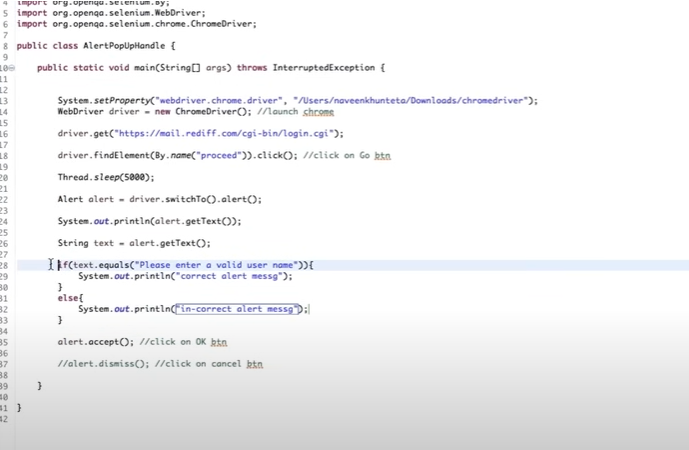 4 import org.openqa.selenium.By;
5 import org.openqa.selenium.WebDriver;
6 import org.openqa.selenium.chrome.ChromeDriver;
7
8 public class AlertPopUpHandle {
9
10 public static void main(String[] args) throws InterruptedException {
11
12
13 System.setProperty("webdriver.chrome.driver", "/Users/naveenkhunteta/Downloads/chromedriver");
14 WebDriver driver = new ChromeDriver(); //launch chrome
15
16 driver.get("https://mail.rediff.com/cgi-bin/login.cgi");
17
18 driver.findElement(By.name("proceed")).click(); //click on Go btn
19
20 Thread.sleep(5000);
21
22 Alert alert = driver.switchTo().alert();
23
24 System.out.println(alert.getText());
25
26 String text = alert.getText();
27
28 if(text.equals("Please enter a valid user name")){
29 System.out.println("correct alert messg");
30 }
31 else{
32 System.out.println("in-correct alert messg");
33 }
34
35 alert.accept(); //click on OK btn
36
37 //alert.dismiss(); //click on cancel btn
38
39 }
40
41 }
42